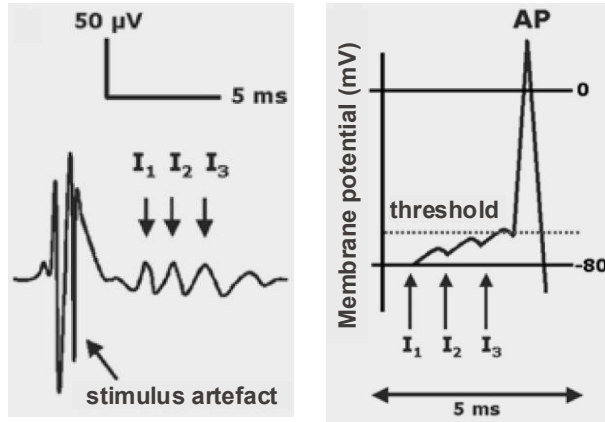 50 µV
5 ms
I1 I2 I3
stimulus artefact
AP
Membrane potential (mV)
0
threshold
-80
I1 I2 I3
5 ms